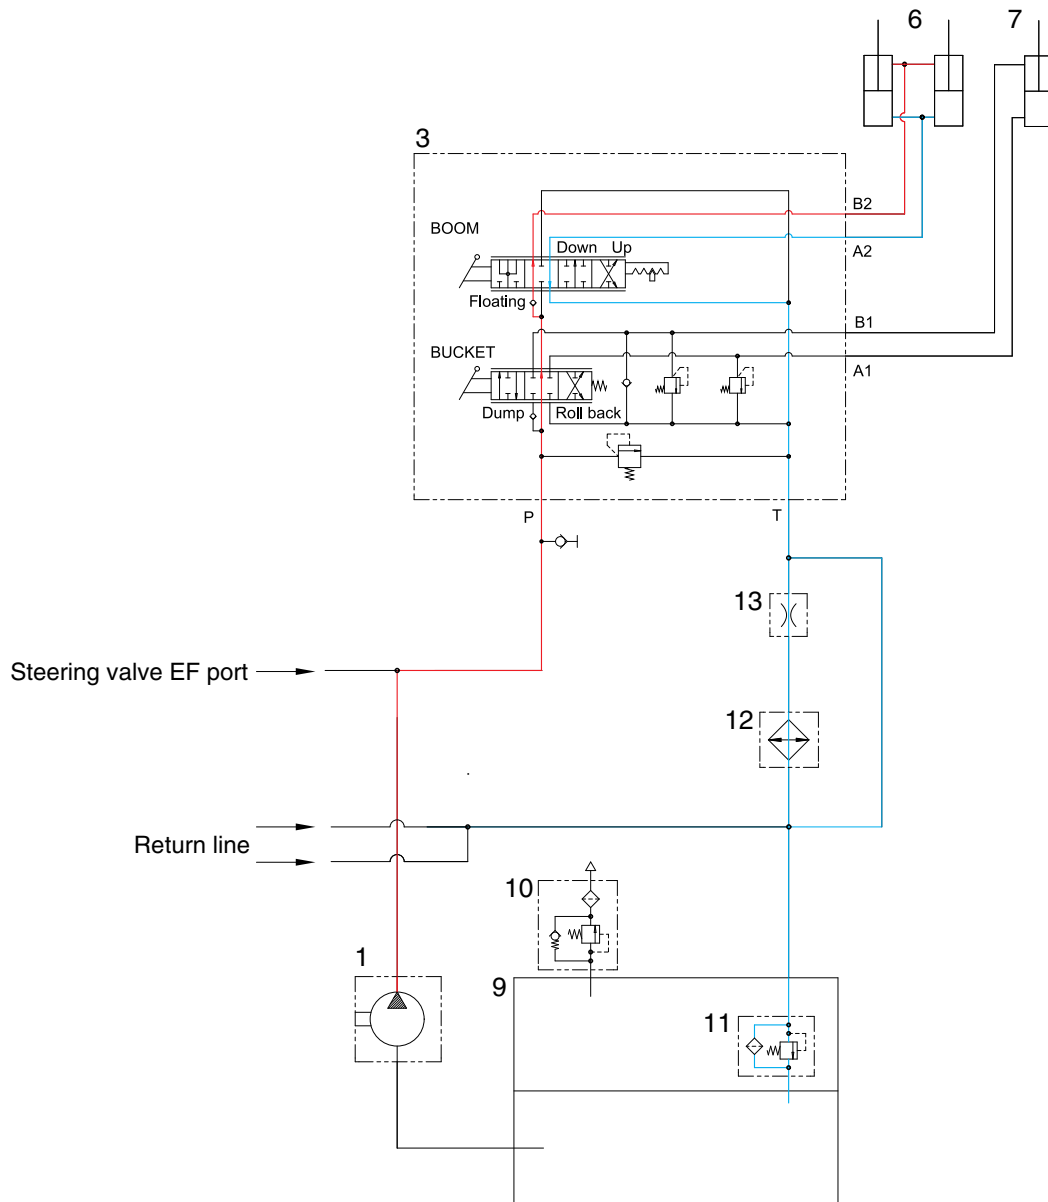 6 7
3
B2
BOOM
Down Up
A2
Floating
B1
BUCKET
A1
Dump Roll back
P
T
13
Steering valve EF port
12
Return line
10
1
9
11